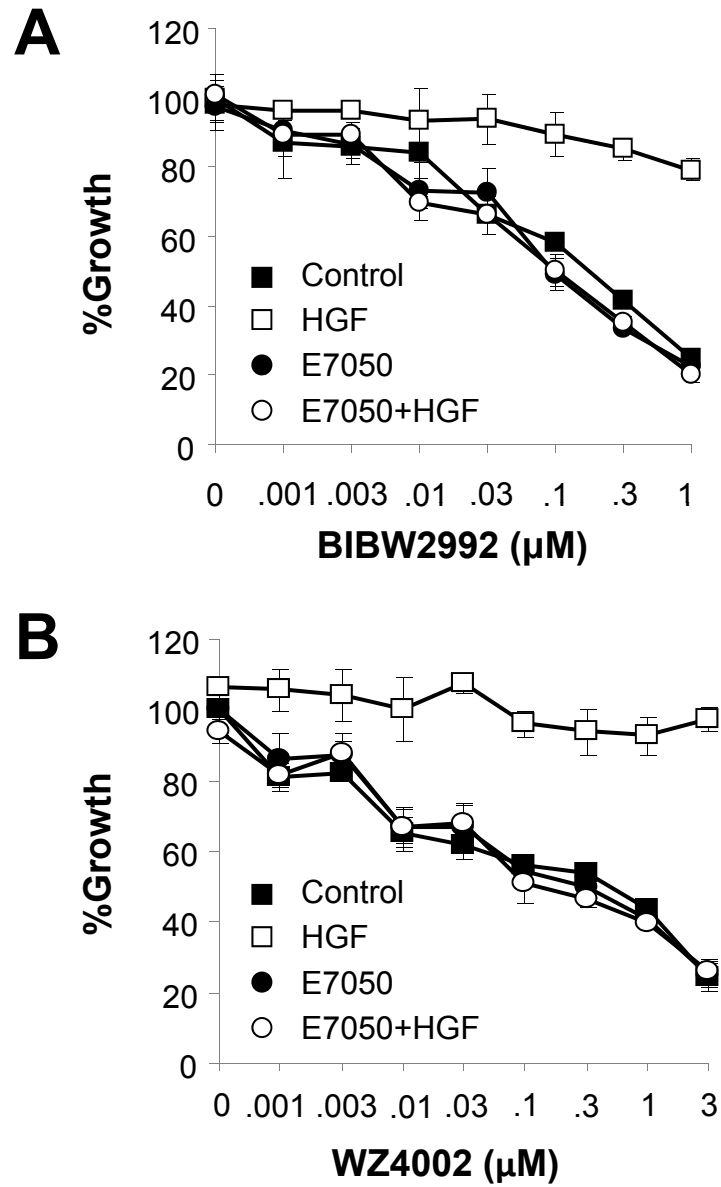 A
120
100
80
60
40
20
0
%Growth
Control
HGF
E7050
E7050+HGF
0 .001 .003 .01 .03 .1 .3 1
BIBW2992 (µM)
B
120
100
80
60
40
20
0
%Growth
Control
HGF
E7050
E7050+HGF
0 .001 .003 .01 .03 .1 .3 1 3
WZ4002 (µM)